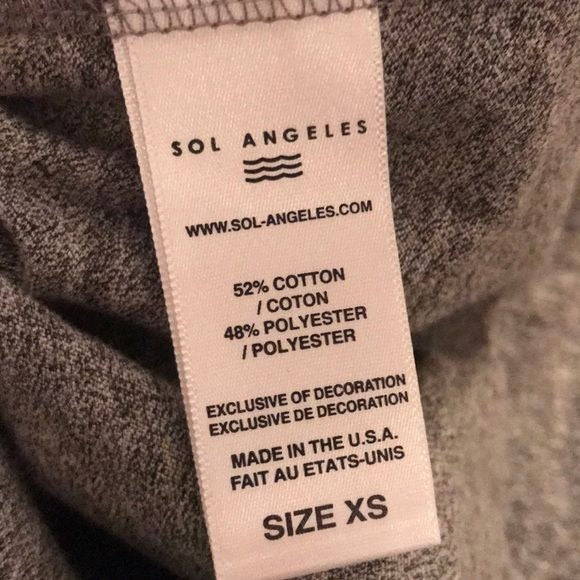 SOL ANGELES
WWW.SOL-ANGELES.COM
52% COTTON
/ COTON
48% POLYESTER
/ POLYESTER
EXCLUSIVE OF DECORATION
EXCLUSIVE DE DECORATION
MADE IN THE U.S.A.
FAIT AU ETATS-UNIS
SIZE XS